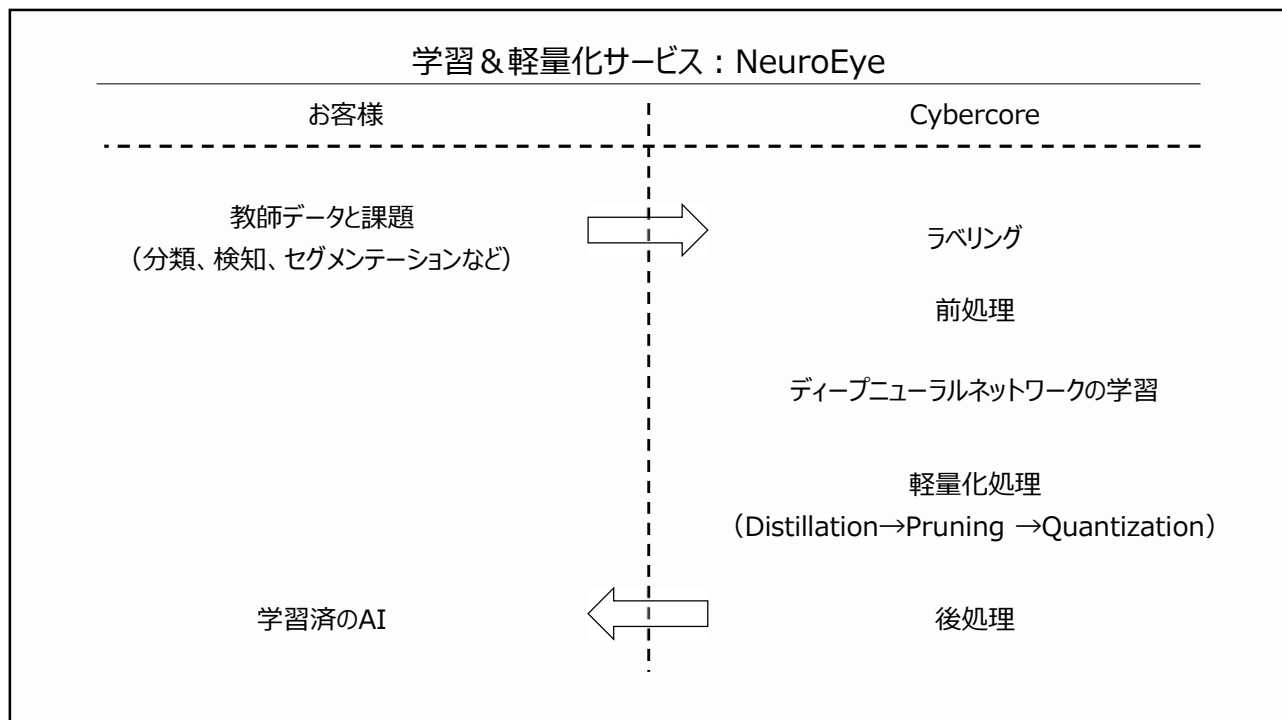 学習＆軽量化サービス：NeuroEye
お客様
Cybercore
教師データと課題
（分類、検知、セグメンテーションなど）
ラベリング
前処理
ディープニューラルネットワークの学習
軽量化処理
（Distillation→Pruning →Quantization）
学習済のAI
後処理